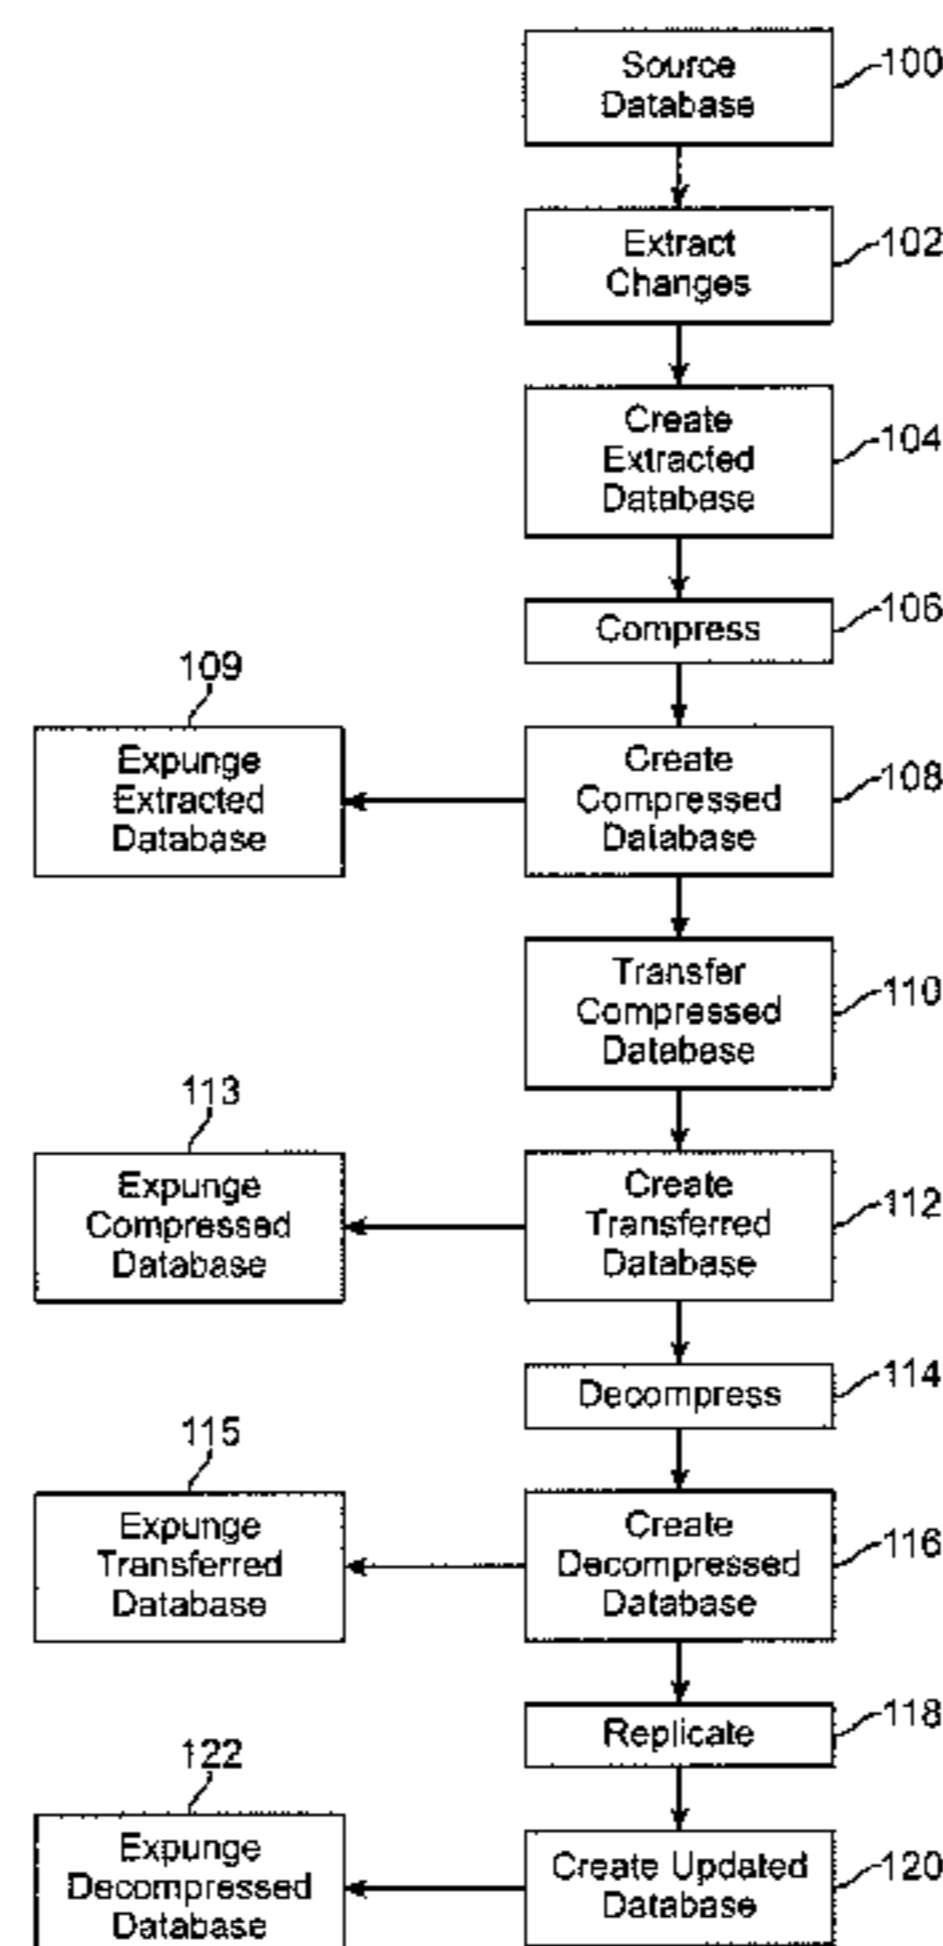 Source
Database
100
Extract
Changes
102
Create
Extracted
Database
104
Compress
106
109
Expunge
Extracted
Database
Create
Compressed
Database
108
Transfer
Compressed
Database
110
113
Expunge
Compressed
Database
Create
Transferred
Database
112
Decompress
114
115
Expunge
Transferred
Database
Create
Decompressed
Database
116
Replicate
118
122
Expunge
Decompressed
Database
Create Updated
Database
120